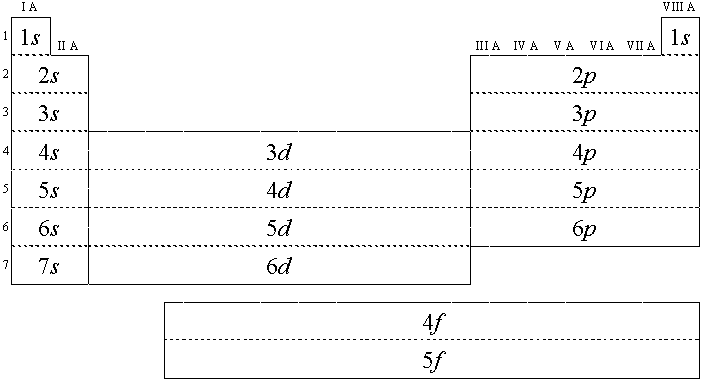 I A VIII A
1 1s II A III A IV A V A VI A VII A 1s
2 2s 2p
3 3s 3p
4 4s 3d 4p
5 5s 4d 5p
6 6s 5d 6p
7 7s 6d
4f
5f